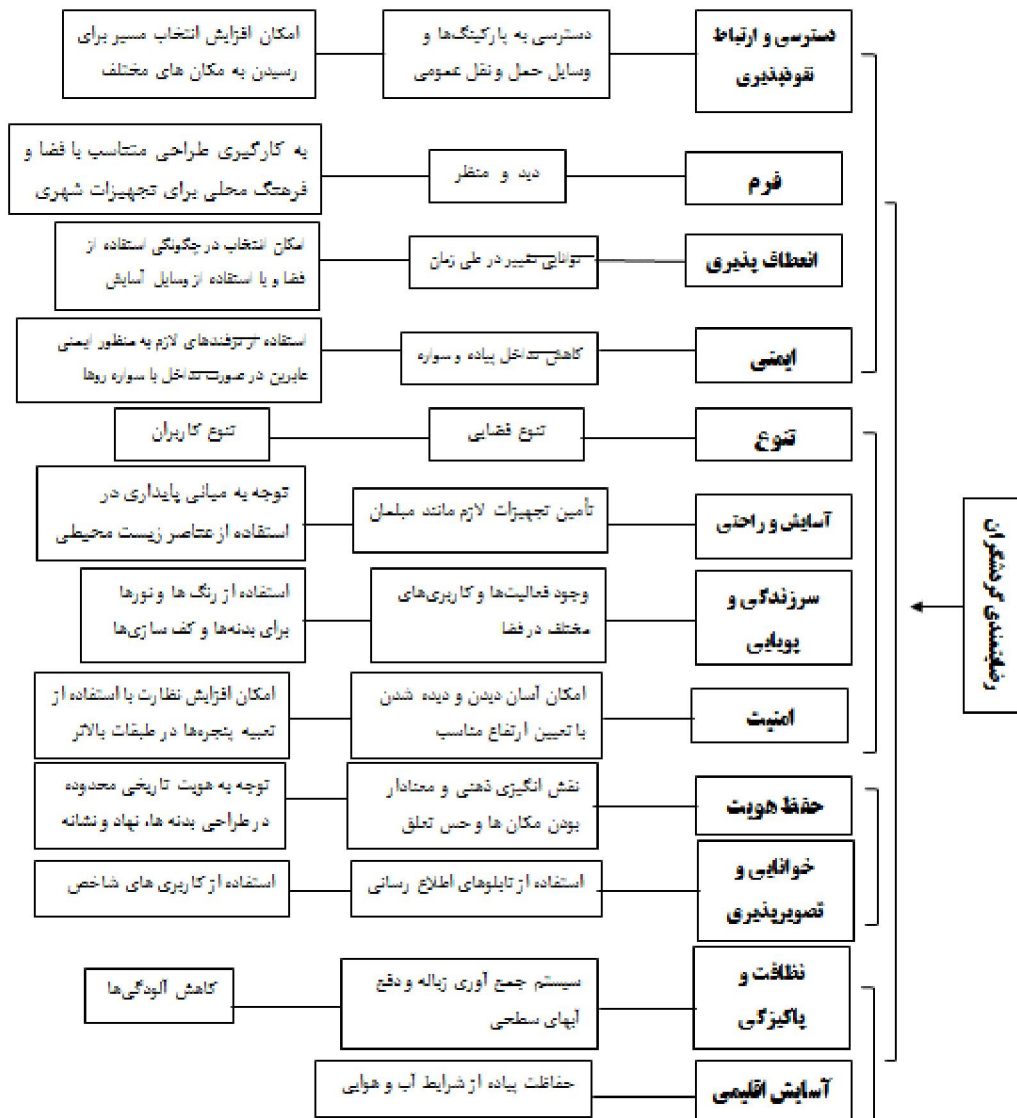 دسترسی و ارتباط
نفوذپذیری
دسترسی به پارکینگ‌ها و
وسایل حمل و نقل عمومی
امکان افزایش انتخاب مسیر برای
رسیدن به مکان های مختلف
فرم
دید و منظر
به کارگیری طراحی متناسب با فضا و
فرهنگ محلی برای تجهیزات شهری
انعطاف پذیری
توانایی تغییر در طی زمان
امکان انتخاب در چگونگی استفاده از
فضا و یا استفاده از وسایل آسایش
ایمنی
کاهش تداخل پیاده و سواره
استفاده از ترفندهای لازم به منظور ایمنی
عابرین در صورت تداخل با سواره روها
تنوع
تنوع فضایی
تنوع کاربران
آسایش و راحتی
تأمین تجهیزات لازم مانند مبلمان
توجه به مبانی پایداری در
استفاده از عناصر زیست محیطی
سرزندگی و
پویایی
وجود فعالیت‌ها و کاربری‌های
مختلف در فضا
استفاده از رنگ ها و نورها
برای بدنه‌ها و کف سازی‌ها
امنیت
امکان آسان دیدن و دیده شدن
با تعیین ارتفاع مناسب
امکان افزایش نظارت با استفاده از
تعبیه پنجره‌ها در طبقات بالاتر
حفظ هویت
نقش انگیزی ذهنی و معنادار
بودن مکان ها و حس تعلق
توجه به هویت تاریخی محدوده
در طراحی بدنه ها، نهاد و نشانه
خوانایی و
تصویرپذیری
استفاده از تابلوهای اطلاع رسانی
استفاده از کاربری های شاخص
نظافت و
پاکیزگی
سیستم جمع آوری زباله و دفع
آبهای سطحی
کاهش آلودگی‌ها
آسایش اقلیمی
حفاظت پیاده از شرایط آب و هوایی
رضایتمندی گردشگران